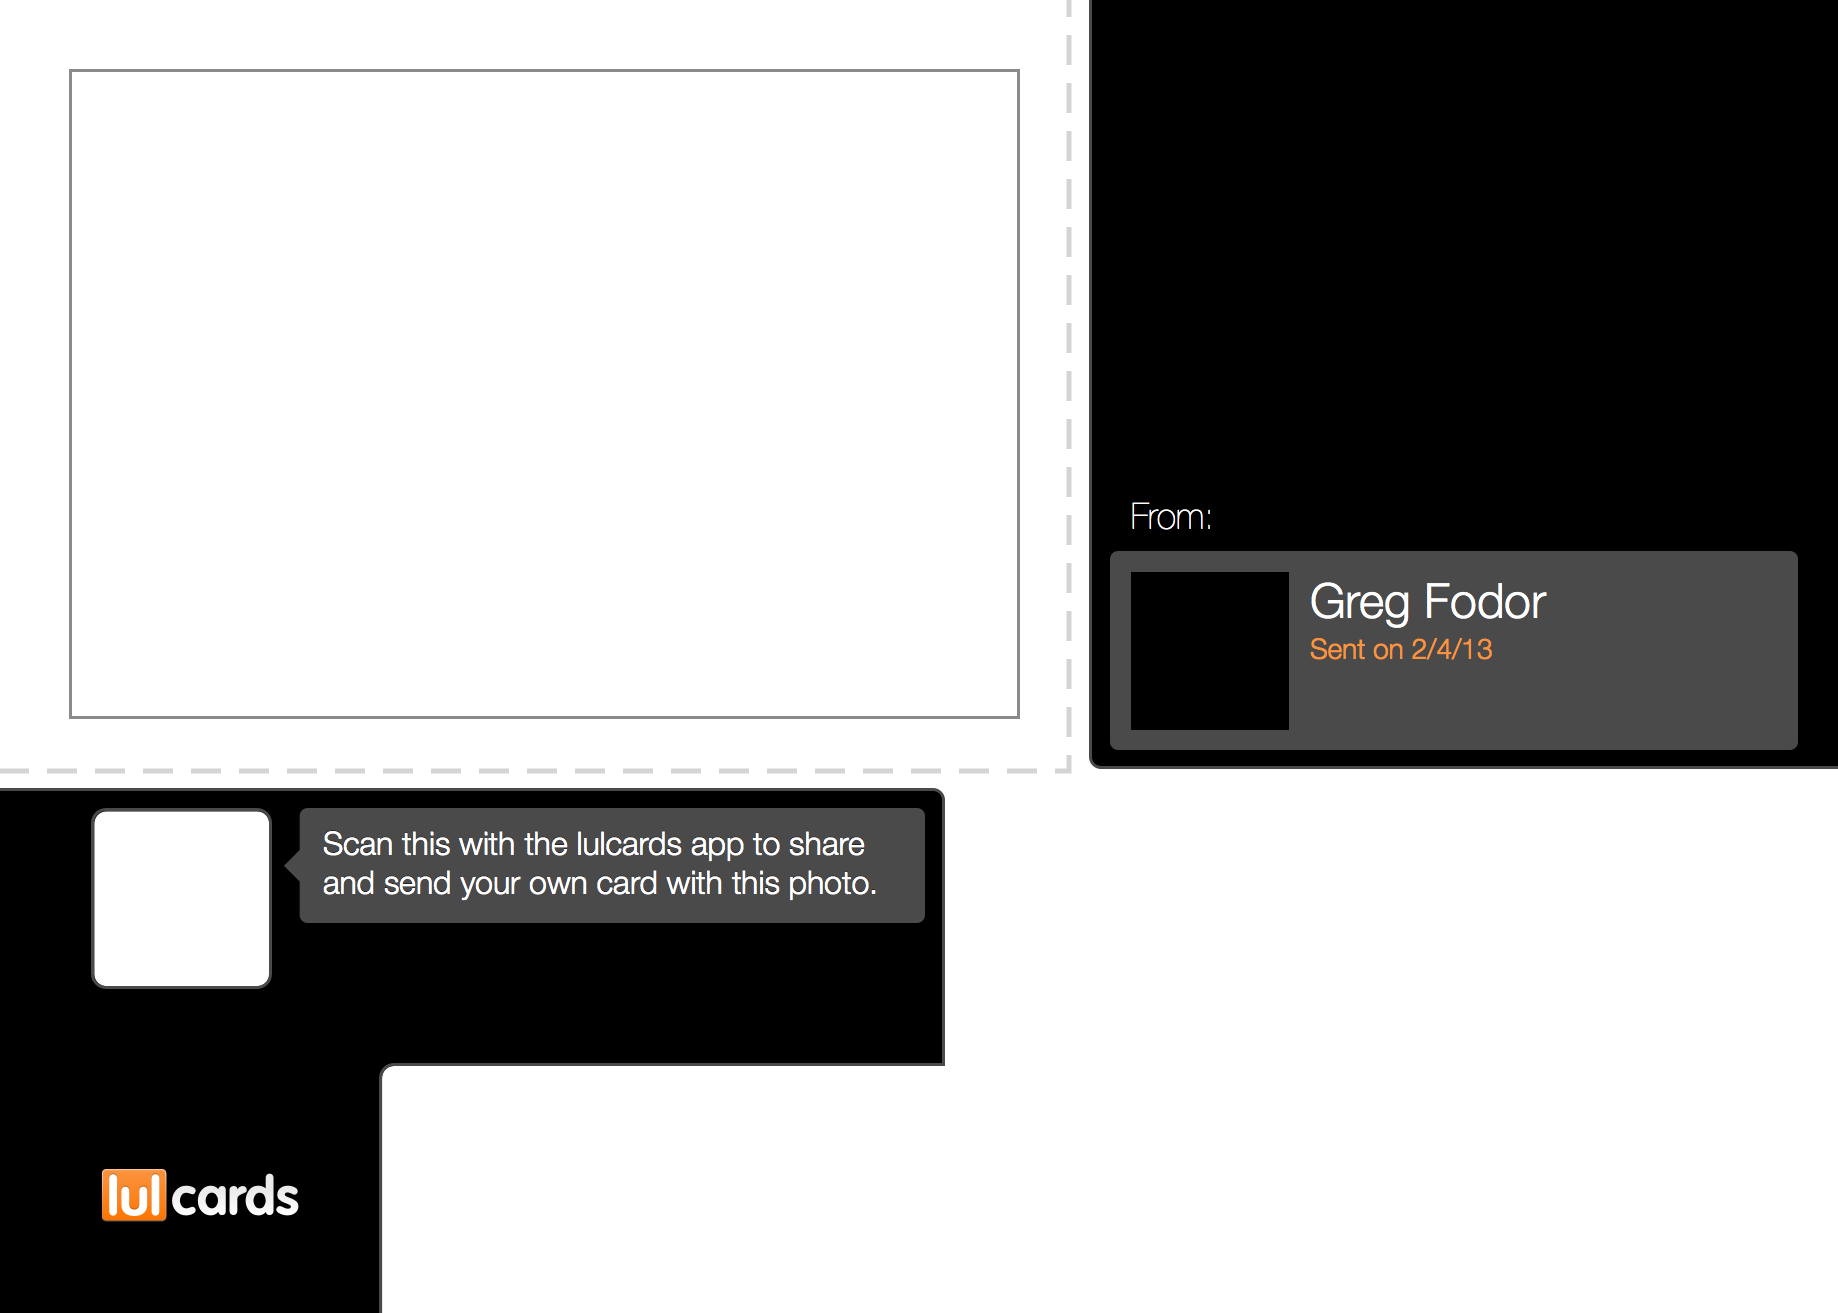 From:
Greg Fodor
Sent on 2/4/13
Scan this with the lulcards app to share
and send your own card with this photo.
lulcards